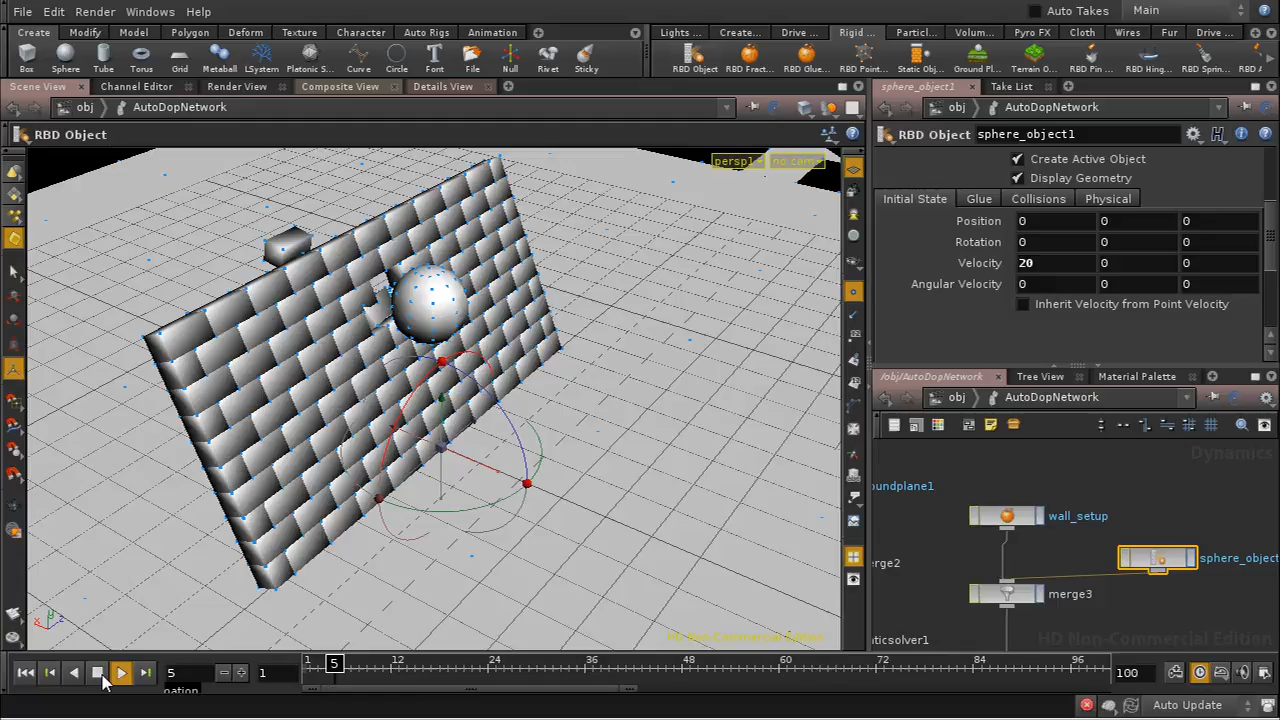 File Edit Render Windows Help Auto Takes Main
Create Modify Model Polygon Deform Texture Character Auto Rigs Animation Lights ... Create... Drive ... Rigid ... Particl... Volum... Pyro FX Cloth Wires Fur Drive ...
Box Sphere Tube Torus Grid Metaball LSystem Platonic S... Curve Circle Font File Null Rivet Sticky RBD Object RBD Fract... RBD Glue... RBD Point... Static Obj... Ground Pl... Terrain O... RBD Pin ... RBD Hing... RBD Sprin... RBD A
Scene View Channel Editor Render View Composite View Details View sphere_object1 Take List
obj AutoDopNetwork obj AutoDopNetwork
RBD Object RBD Object sphere_object1
persp1 no cam
Create Active Object
Display Geometry
Initial State Glue Collisions Physical
Position 0 0 0
Rotation 0 0 0
Velocity 20 0 0
Angular Velocity 0 0 0
Inherit Velocity from Point Velocity
/obj/AutoDopNetwork Tree View Material Palette
obj AutoDopNetwork
Dynamics
oundplane1
wall_setup
erge2
sphere_object
merge3
aticsolver1
x y z
HD Non-Commercial Edition HD Non-Commercial Edition
5 1 1 5 12 24 36 48 60 72 84 96 100
pation
Auto Update